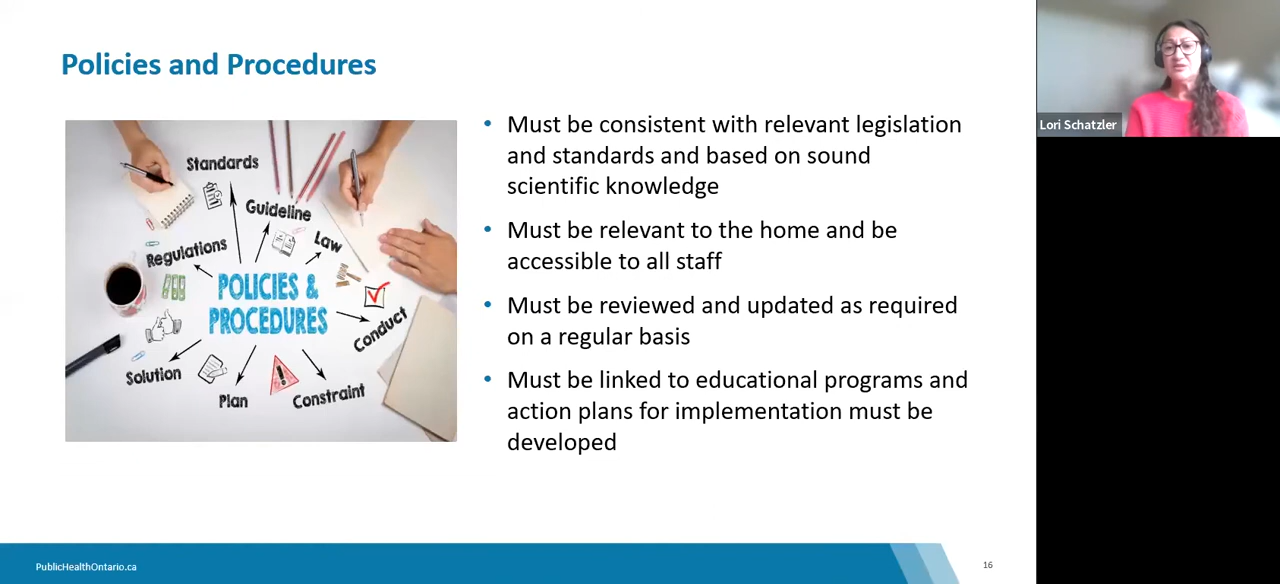 Policies and Procedures
Standards
Guideline
Law
Regulations
POLICIES &
PROCEDURES
Conduct
Solution
Plan
Constraint
• Must be consistent with relevant legislation
and standards and based on sound
scientific knowledge
• Must be relevant to the home and be
accessible to all staff
• Must be reviewed and updated as required
on a regular basis
• Must be linked to educational programs and
action plans for implementation must be
developed
Lori Schatzler
PublicHealthOntario.ca
16